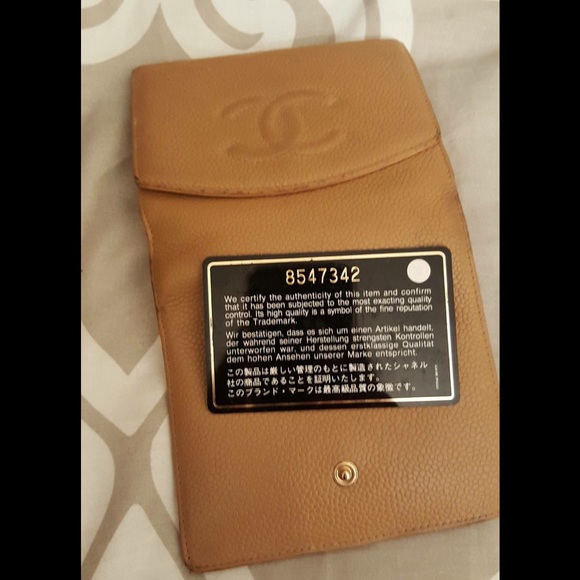 8547342
We certify the authenticity of this item and confirm
that it has been subjected to the most exacting quality
control. Its high quality is a symbol of the fine reputation
of the Trademark.
Wir bestätigen, dass es sich um einen Artikel handelt,
der während seiner Herstellung strengsten Kontrollen
unterworfen war, und dessen erstklassige Qualität
dem hohen Ansehen unserer Marke entspricht.
この製品は厳しい管理のもとに製造されたシャネル
社の商品であることを証明いたします。
このブランド・マークは最高級品質の象徴です。